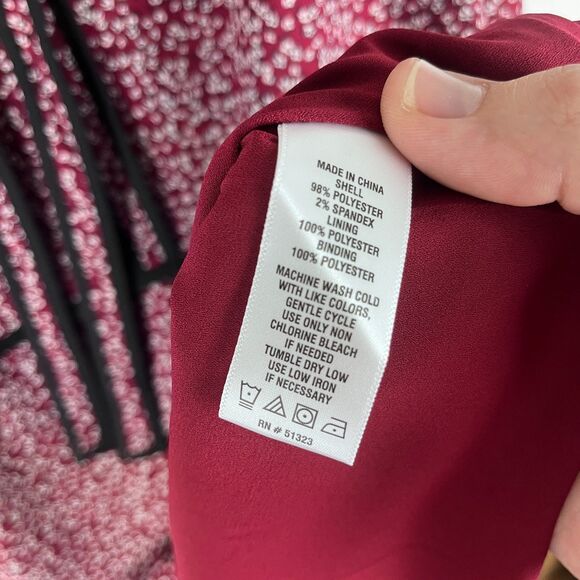 MADE IN CHINA
SHELL
98% POLYESTER
2% SPANDEX
LINING
100% POLYESTER
BINDING
100% POLYESTER
MACHINE WASH COLD
WITH LIKE COLORS,
GENTLE CYCLE
USE ONLY NON
CHLORINE BLEACH
IF NEEDED
TUMBLE DRY LOW
USE LOW IRON
IF NECESSARY
RN # 51323